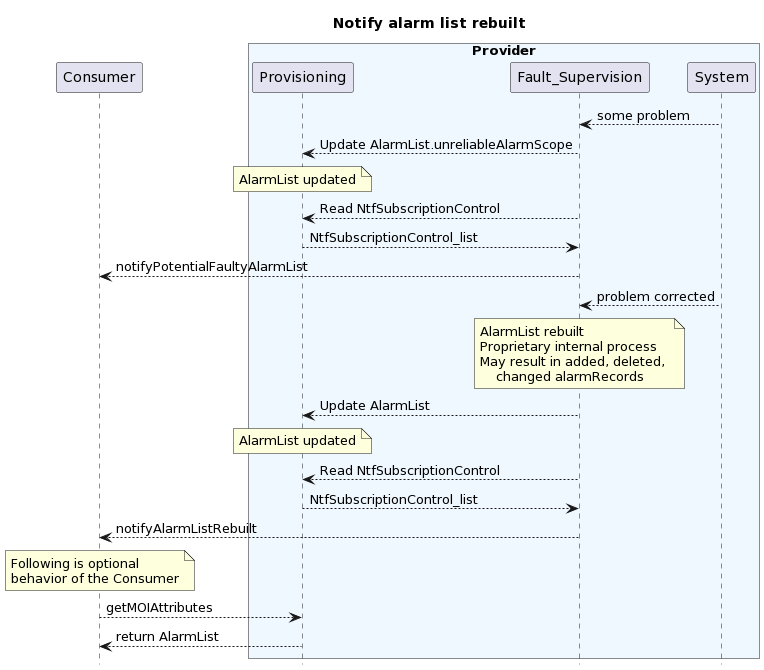 Notify alarm list rebuilt
Provider
Consumer
Provisioning
Fault_Supervision
System
some problem
Update AlarmList.unreliableAlarmScope
AlarmList updated
Read NtfSubscriptionControl
NtfSubscriptionControl_list
notifyPotentialFaultyAlarmList
problem corrected
AlarmList rebuilt
Proprietary internal process
May result in added, deleted,
changed alarmRecords
Update AlarmList
AlarmList updated
Read NtfSubscriptionControl
NtfSubscriptionControl_list
notifyAlarmListRebuilt
Following is optional
behavior of the Consumer
getMOIAttributes
return AlarmList